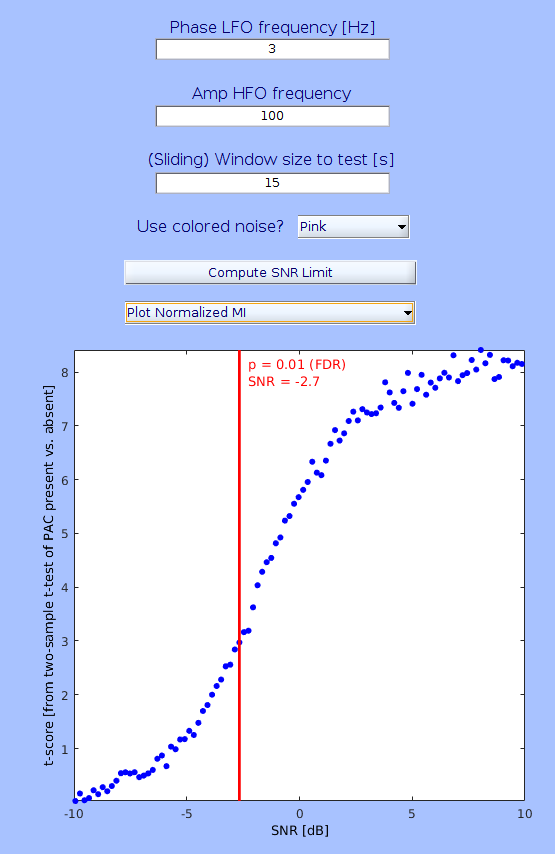 Phase LFO frequency [Hz]
3
Amp HFO frequency
100
(Sliding) Window size to test [s]
15
Use colored noise? Pink
Compute SNR Limit
Plot Normalized MI
p = 0.01 (FDR)
SNR = -2.7
t-score [from two-sample t-test of PAC present vs. absent]
8
7
6
5
4
3
2
1
-10 -5 0 5 10
SNR [dB]